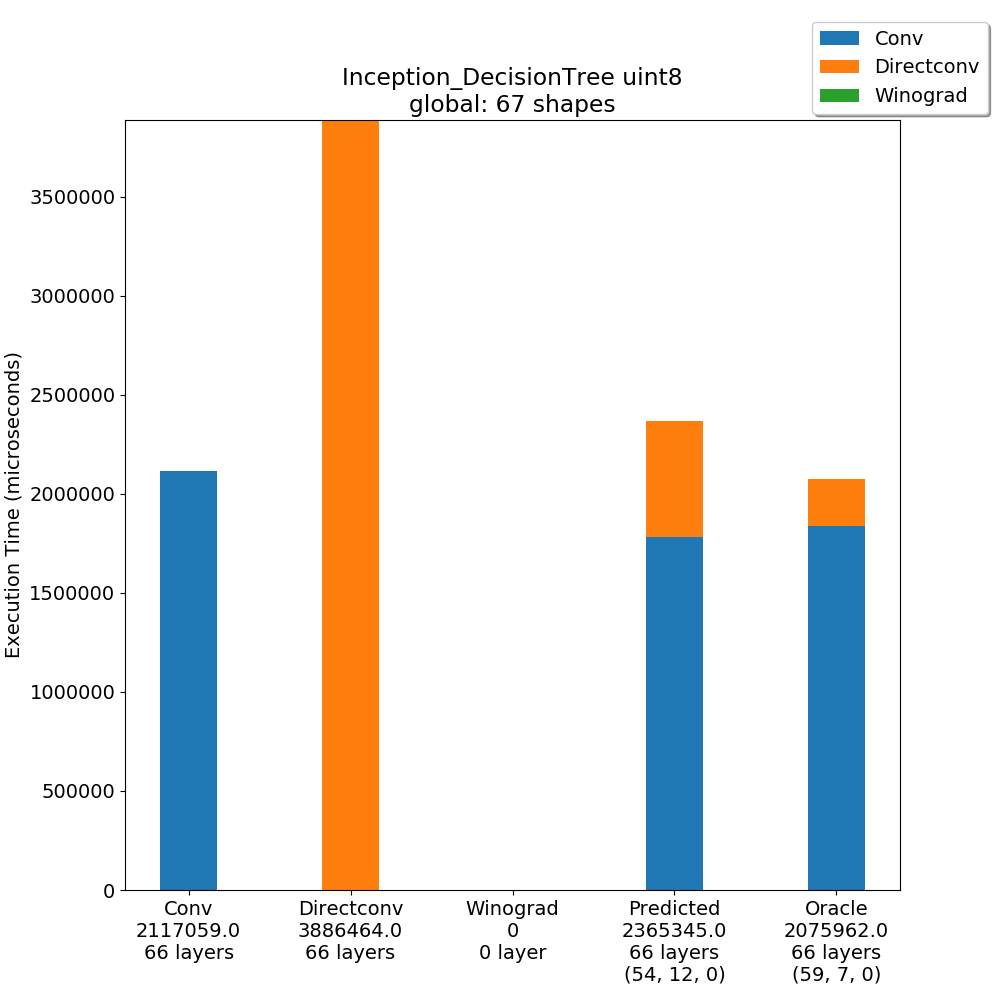 Conv
Directconv
Winograd
Inception_DecisionTree uint8
global: 67 shapes
Execution Time (microseconds)
3500000
3000000
2500000
2000000
1500000
1000000
500000
0
Conv
2117059.0
66 layers
Directconv
3886464.0
66 layers
Winograd
0
0 layer
Predicted
2365345.0
66 layers
(54, 12, 0)
Oracle
2075962.0
66 layers
(59, 7, 0)